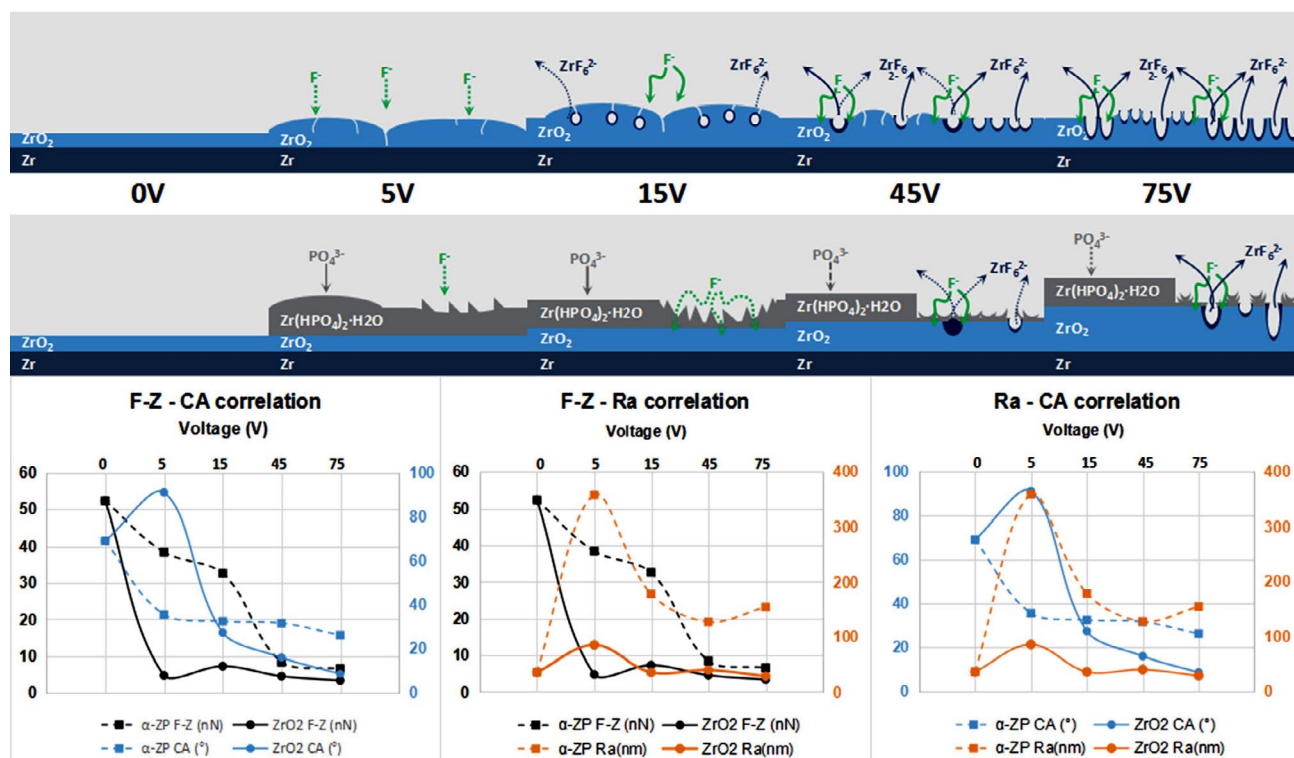 F-
F-
F-
ZrF62-
F-
ZrF62-
F-
ZrF6
2-
F-
ZrF62-
F-
ZrF6
2-
F-
ZrF62-
ZrO2
ZrO2
ZrO2
ZrO2
ZrO2
Zr
Zr
Zr
Zr
Zr
0V
5V
15V
45V
75V
PO43-
F-
PO43-
F-
PO43-
F-
ZrF62-
PO43-
F-
ZrF62-
Zr(HPO4)2·H2O
Zr(HPO4)2·H2O
Zr(HPO4)2·H2O
Zr(HPO4)2·H2O
ZrO2
ZrO2
ZrO2
ZrO2
ZrO2
Zr
Zr
Zr
Zr
Zr
F-Z - CA correlation
Voltage (V)
0 5 15 45 75
60
50
40
30
20
10
0
100
80
60
40
20
0
α-ZP F-Z (nN) ZrO2 F-Z (nN)
α-ZP CA (°) ZrO2 CA (°)
F-Z - Ra correlation
Voltage (V)
0 5 15 45 75
60
50
40
30
20
10
0
400
300
200
100
0
α-ZP F-Z (nN) ZrO2 F-Z (nN)
α-ZP Ra(nm) ZrO2 Ra(nm)
Ra - CA correlation
Voltage (V)
0 5 15 45 75
100
80
60
40
20
0
400
300
200
100
0
α-ZP CA (°) ZrO2 CA (°)
α-ZP Ra(nm) ZrO2 Ra(nm)